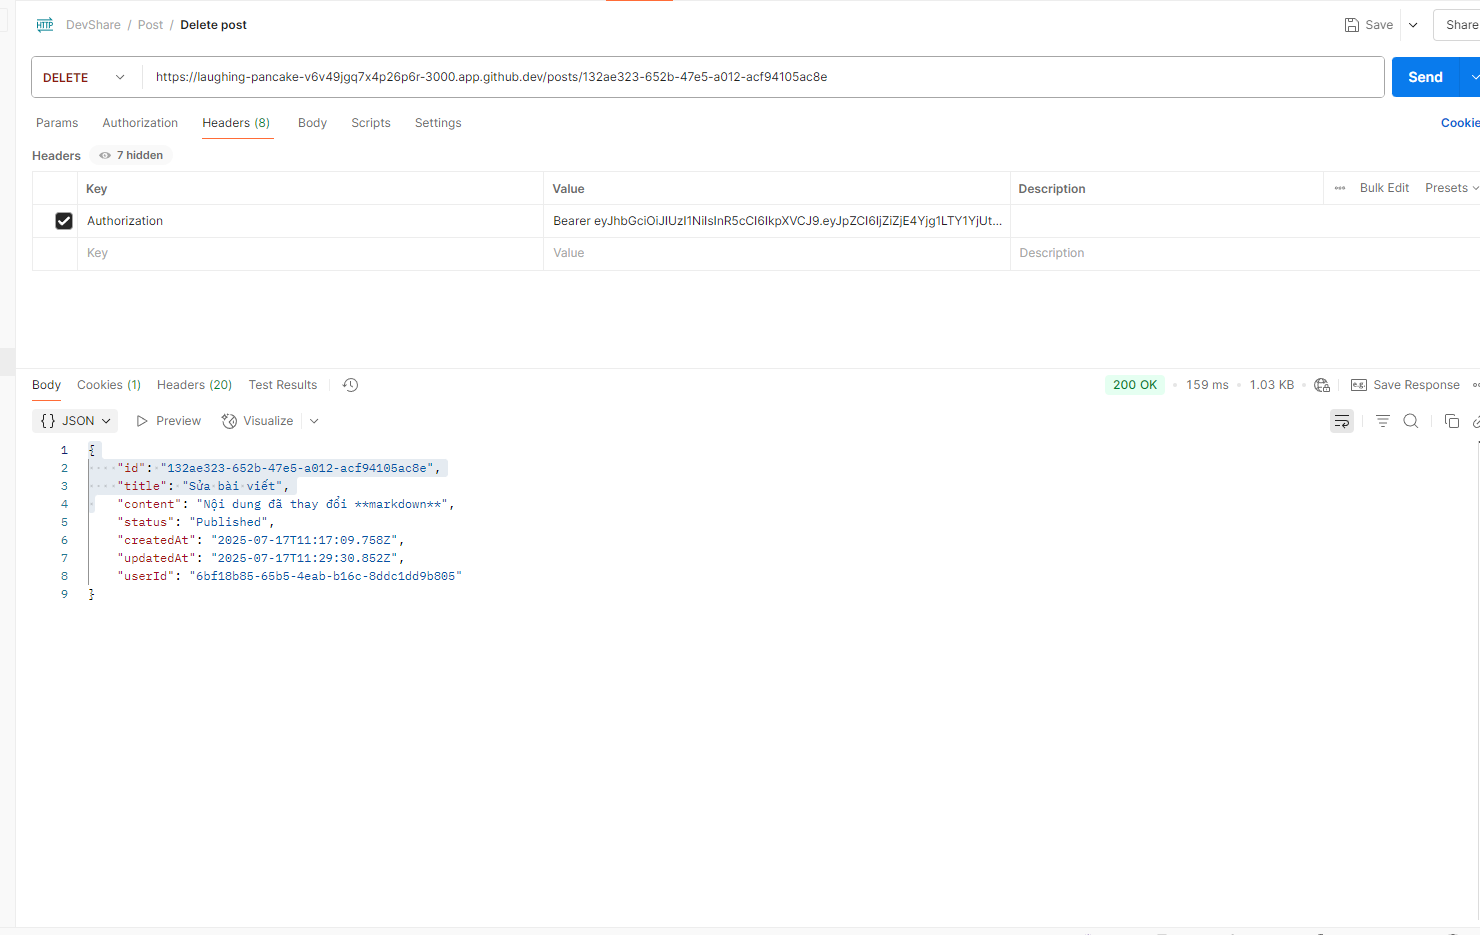 HTTP DevShare / Post / Delete post Save Share
DELETE https://laughing-pancake-v6v49jgq7x4p26p6r-3000.app.github.dev/posts/132ae323-652b-47e5-a012-acf94105ac8e Send
Params Authorization Headers (8) Body Scripts Settings Cookie
Headers 7 hidden
Key Value Description ••• Bulk Edit Presets
Authorization Bearer eyJhbGciOiJIUzI1NiIsInR5cCI6IkpXVCJ9.eyJpZCI6IjZiZjE4Yjg1LTY1YjUt...
Key Value Description
Body Cookies (1) Headers (20) Test Results 200 OK • 159 ms • 1.03 KB • e.g. Save Response
{} JSON Preview Visualize
1 {
2 "id": "132ae323-652b-47e5-a012-acf94105ac8e",
3 "title": "Sửa bài viết",
4 "content": "Nội dung đã thay đổi **markdown**",
5 "status": "Published",
6 "createdAt": "2025-07-17T11:17:09.758Z",
7 "updatedAt": "2025-07-17T11:29:30.852Z",
8 "userId": "6bf18b85-65b5-4eab-b16c-8ddc1dd9b805"
9 }